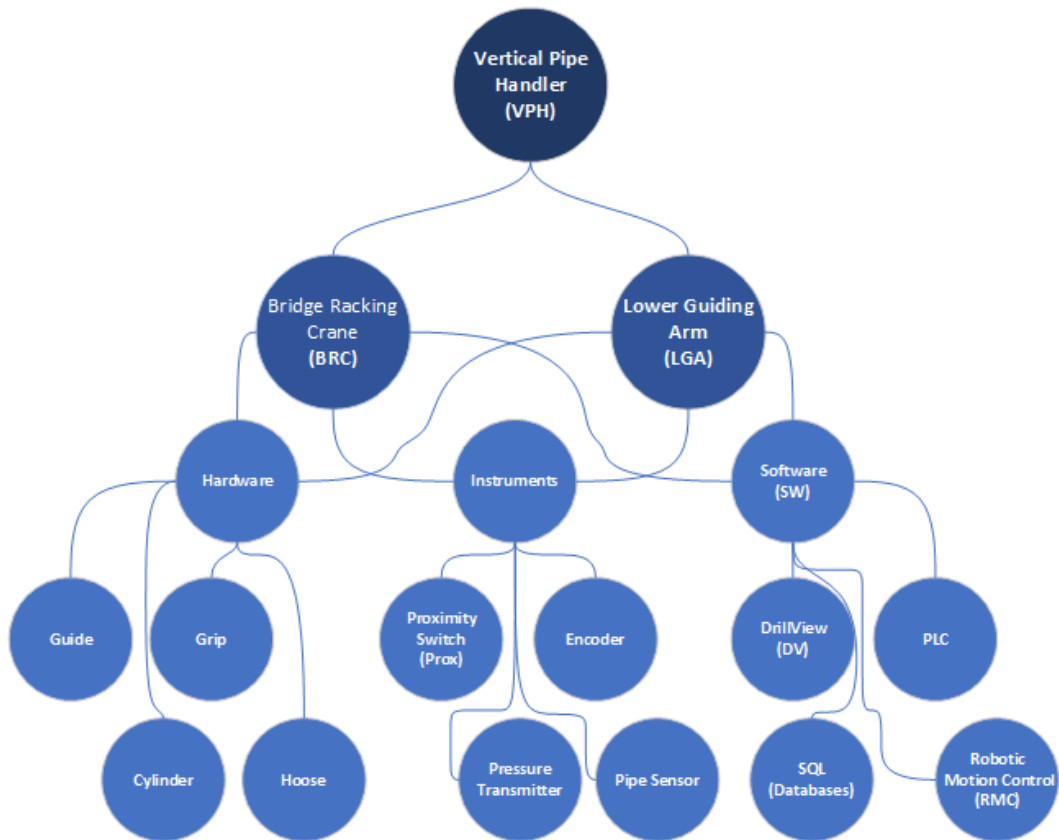 Vertical Pipe
Handler
(VPH)
Bridge Racking
Crane
(BRC)
Lower Guiding
Arm
(LGA)
Hardware
Instruments
Software
(SW)
Guide
Grip
Proximity
Switch
(Prox)
Encoder
DrillView
(DV)
PLC
Cylinder
Hoose
Pressure
Transmitter
Pipe Sensor
SQL
(Databases)
Robotic
Motion Control
(RMC)